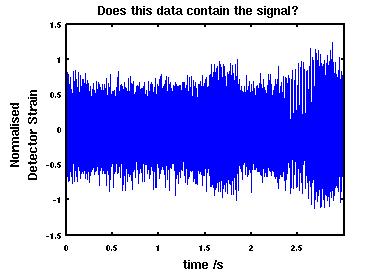 Does this data contain the signal?
1.5
1
0.5
0
-0.5
-1
-1.5
Normalised
Detector Strain
0 0.5 1 1.5 2 2.5
time /s